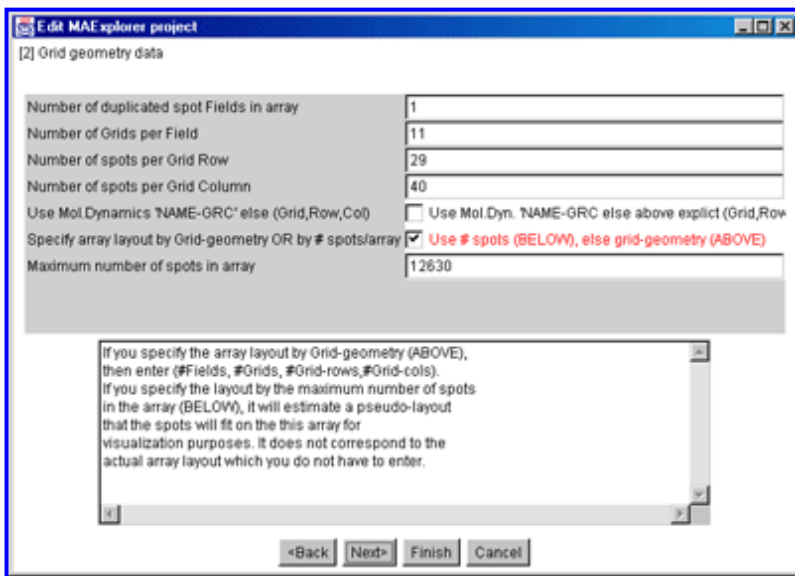 Edit MAExplorer project
[2] Grid geometry data
Number of duplicated spot Fields in array 1
Number of Grids per Field 11
Number of spots per Grid Row 29
Number of spots per Grid Column 40
Use Mol.Dynamics 'NAME-GRC' else (Grid,Row,Col) Use Mol.Dyn. 'NAME-GRC else above explict (Grid,Row
Specify array layout by Grid-geometry OR by # spots/array Use # spots (BELOW), else grid-geometry (ABOVE)
Maximum number of spots in array 12630
If you specify the array layout by Grid-geometry (ABOVE),
then enter (#Fields, #Grids, #Grid-rows,#Grid-cols).
If you specify the layout by the maximum number of spots
in the array (BELOW), it will estimate a pseudo-layout
that the spots will fit on the this array for
visualization purposes. It does not correspond to the
actual array layout which you do not have to enter.
<Back Next> Finish Cancel